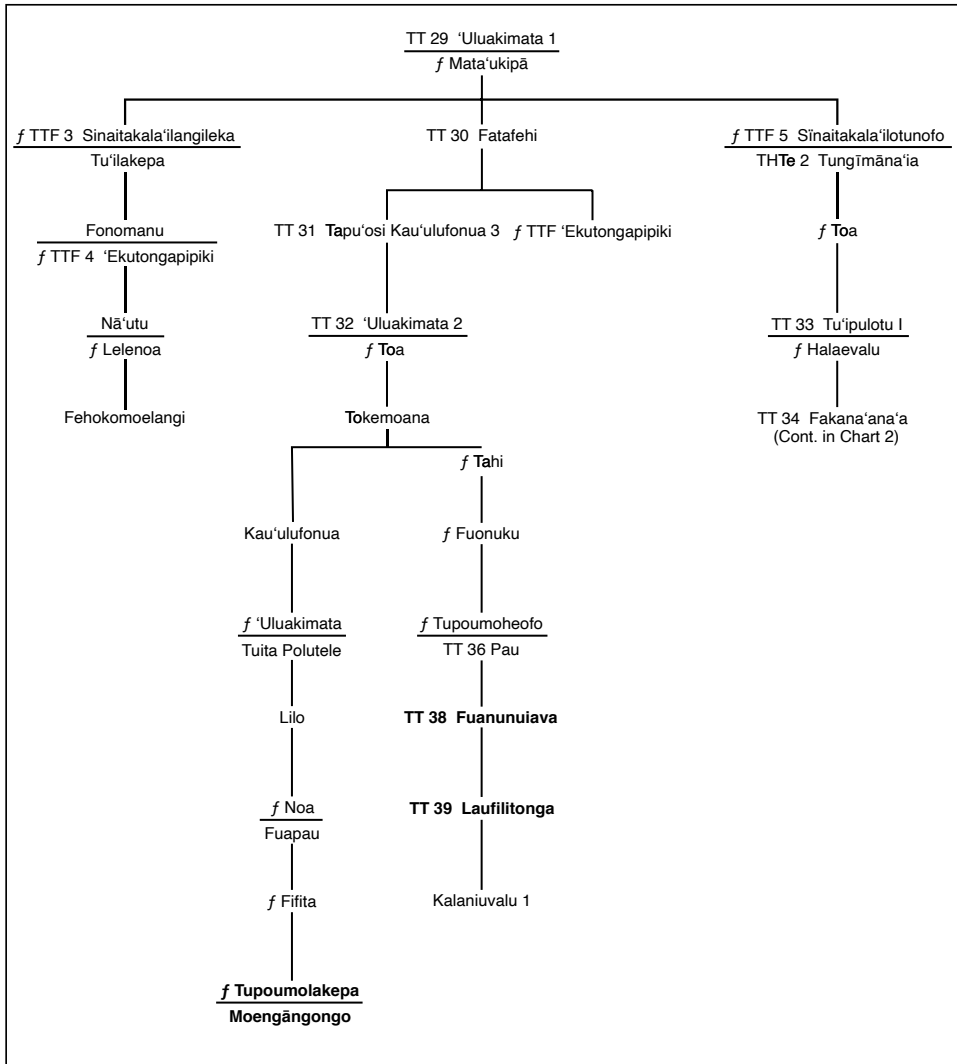 TT 29 ʻUluakimata 1
ƒ Mataʻukipā
ƒ TTF 3 Sinaitakalaʻilangileka
Tuʻilakepa
TT 30 Fatafehi
ƒ TTF 5 Sïnaitakalaʻilotunofo
THTe 2 Tungīmānaʻia
Fonomanu
ƒ TTF 4 ʻEkutongapipiki
TT 31 Tapuʻosi Kauʻulufonua 3
ƒ TTF ʻEkutongapipiki
ƒ Toa
Nāʻutu
ƒ Lelenoa
TT 32 ʻUluakimata 2
ƒ Toa
TT 33 Tuʻipulotu I
ƒ Halaevalu
Fehokomoelangi
Tokemoana
TT 34 Fakanaʻanaʻa
(Cont. in Chart 2)
ƒ Tahi
Kauʻulufonua
ƒ Fuonuku
ƒ ʻUluakimata
Tuita Polutele
ƒ Tupoumoheofo
TT 36 Pau
Lilo
TT 38 Fuanunuiava
ƒ Noa
Fuapau
TT 39 Laufilitonga
ƒ Fifita
Kalaniuvalu 1
ƒ Tupoumolakepa
Moengāngongo